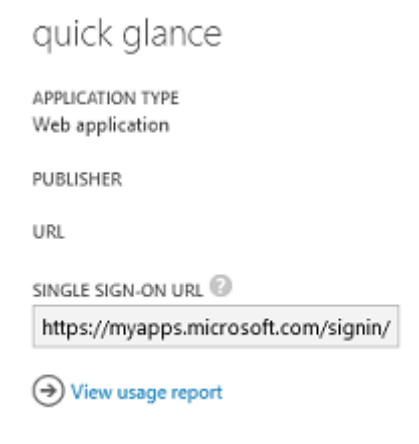 quick glance
APPLICATION TYPE
Web application
PUBLISHER
URL
SINGLE SIGN-ON URL ?
https://myapps.microsoft.com/signin/
View usage report